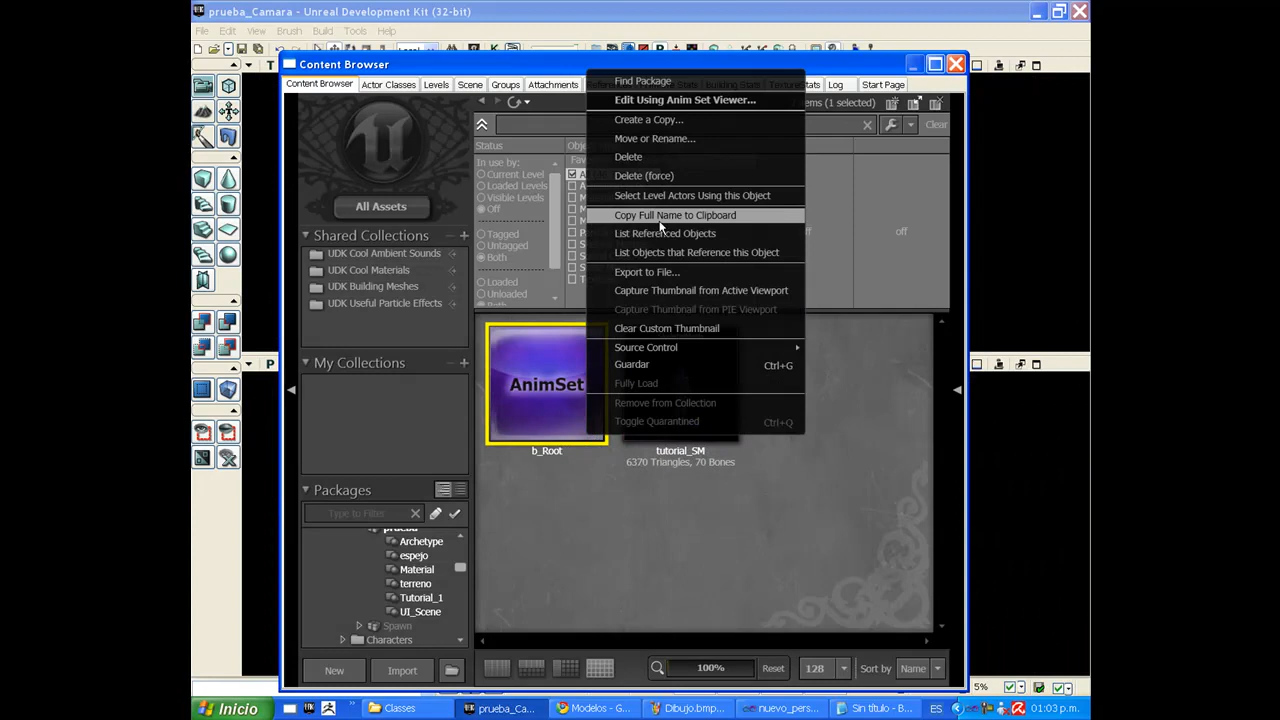 prueba_Camara - Unreal Development Kit (32-bit)
File Edit View Brush Build Tools Help
Content Browser
Content Browser Actor Classes Levels Scene Groups Attachments
Log Start Page
(1 selected)
Clear
Status
In use by:
Current Level
Loaded Levels
Visible Levels
Off
Tagged
Untagged
Both
Loaded
Unloaded
off
Find Package
Edit Using Anim Set Viewer...
Create a Copy...
Move or Rename...
Delete
Delete (force)
Select Level Actors Using this Object
Copy Full Name to Clipboard
List Referenced Objects
List Objects that Reference this Object
Export to File...
Capture Thumbnail from Active Viewport
Capture Thumbnail from PIE Viewport
Clear Custom Thumbnail
Source Control
Guardar Ctrl+G
Fully Load
Remove from Collection
Toggle Quarantined Ctrl+Q
All Assets
Shared Collections
UDK Cool Ambient Sounds
UDK Cool Materials
UDK Building Meshes
UDK Useful Particle Effects
My Collections
Packages
Type to Filter
prueba
Archetype
espejo
Material
terreno
Tutorial_1
UI_Scene
Spawn
Characters
New Import
AnimSet
b_Root
tutorial_SM
6370 Triangles, 70 Bones
100% Reset 128 Sort by Name
5%
Inicio Classes prueba_Ca... Modelos - G... Dibujo.bmp... nuevo_pers... Sin título - B... ES 01:03 p.m.